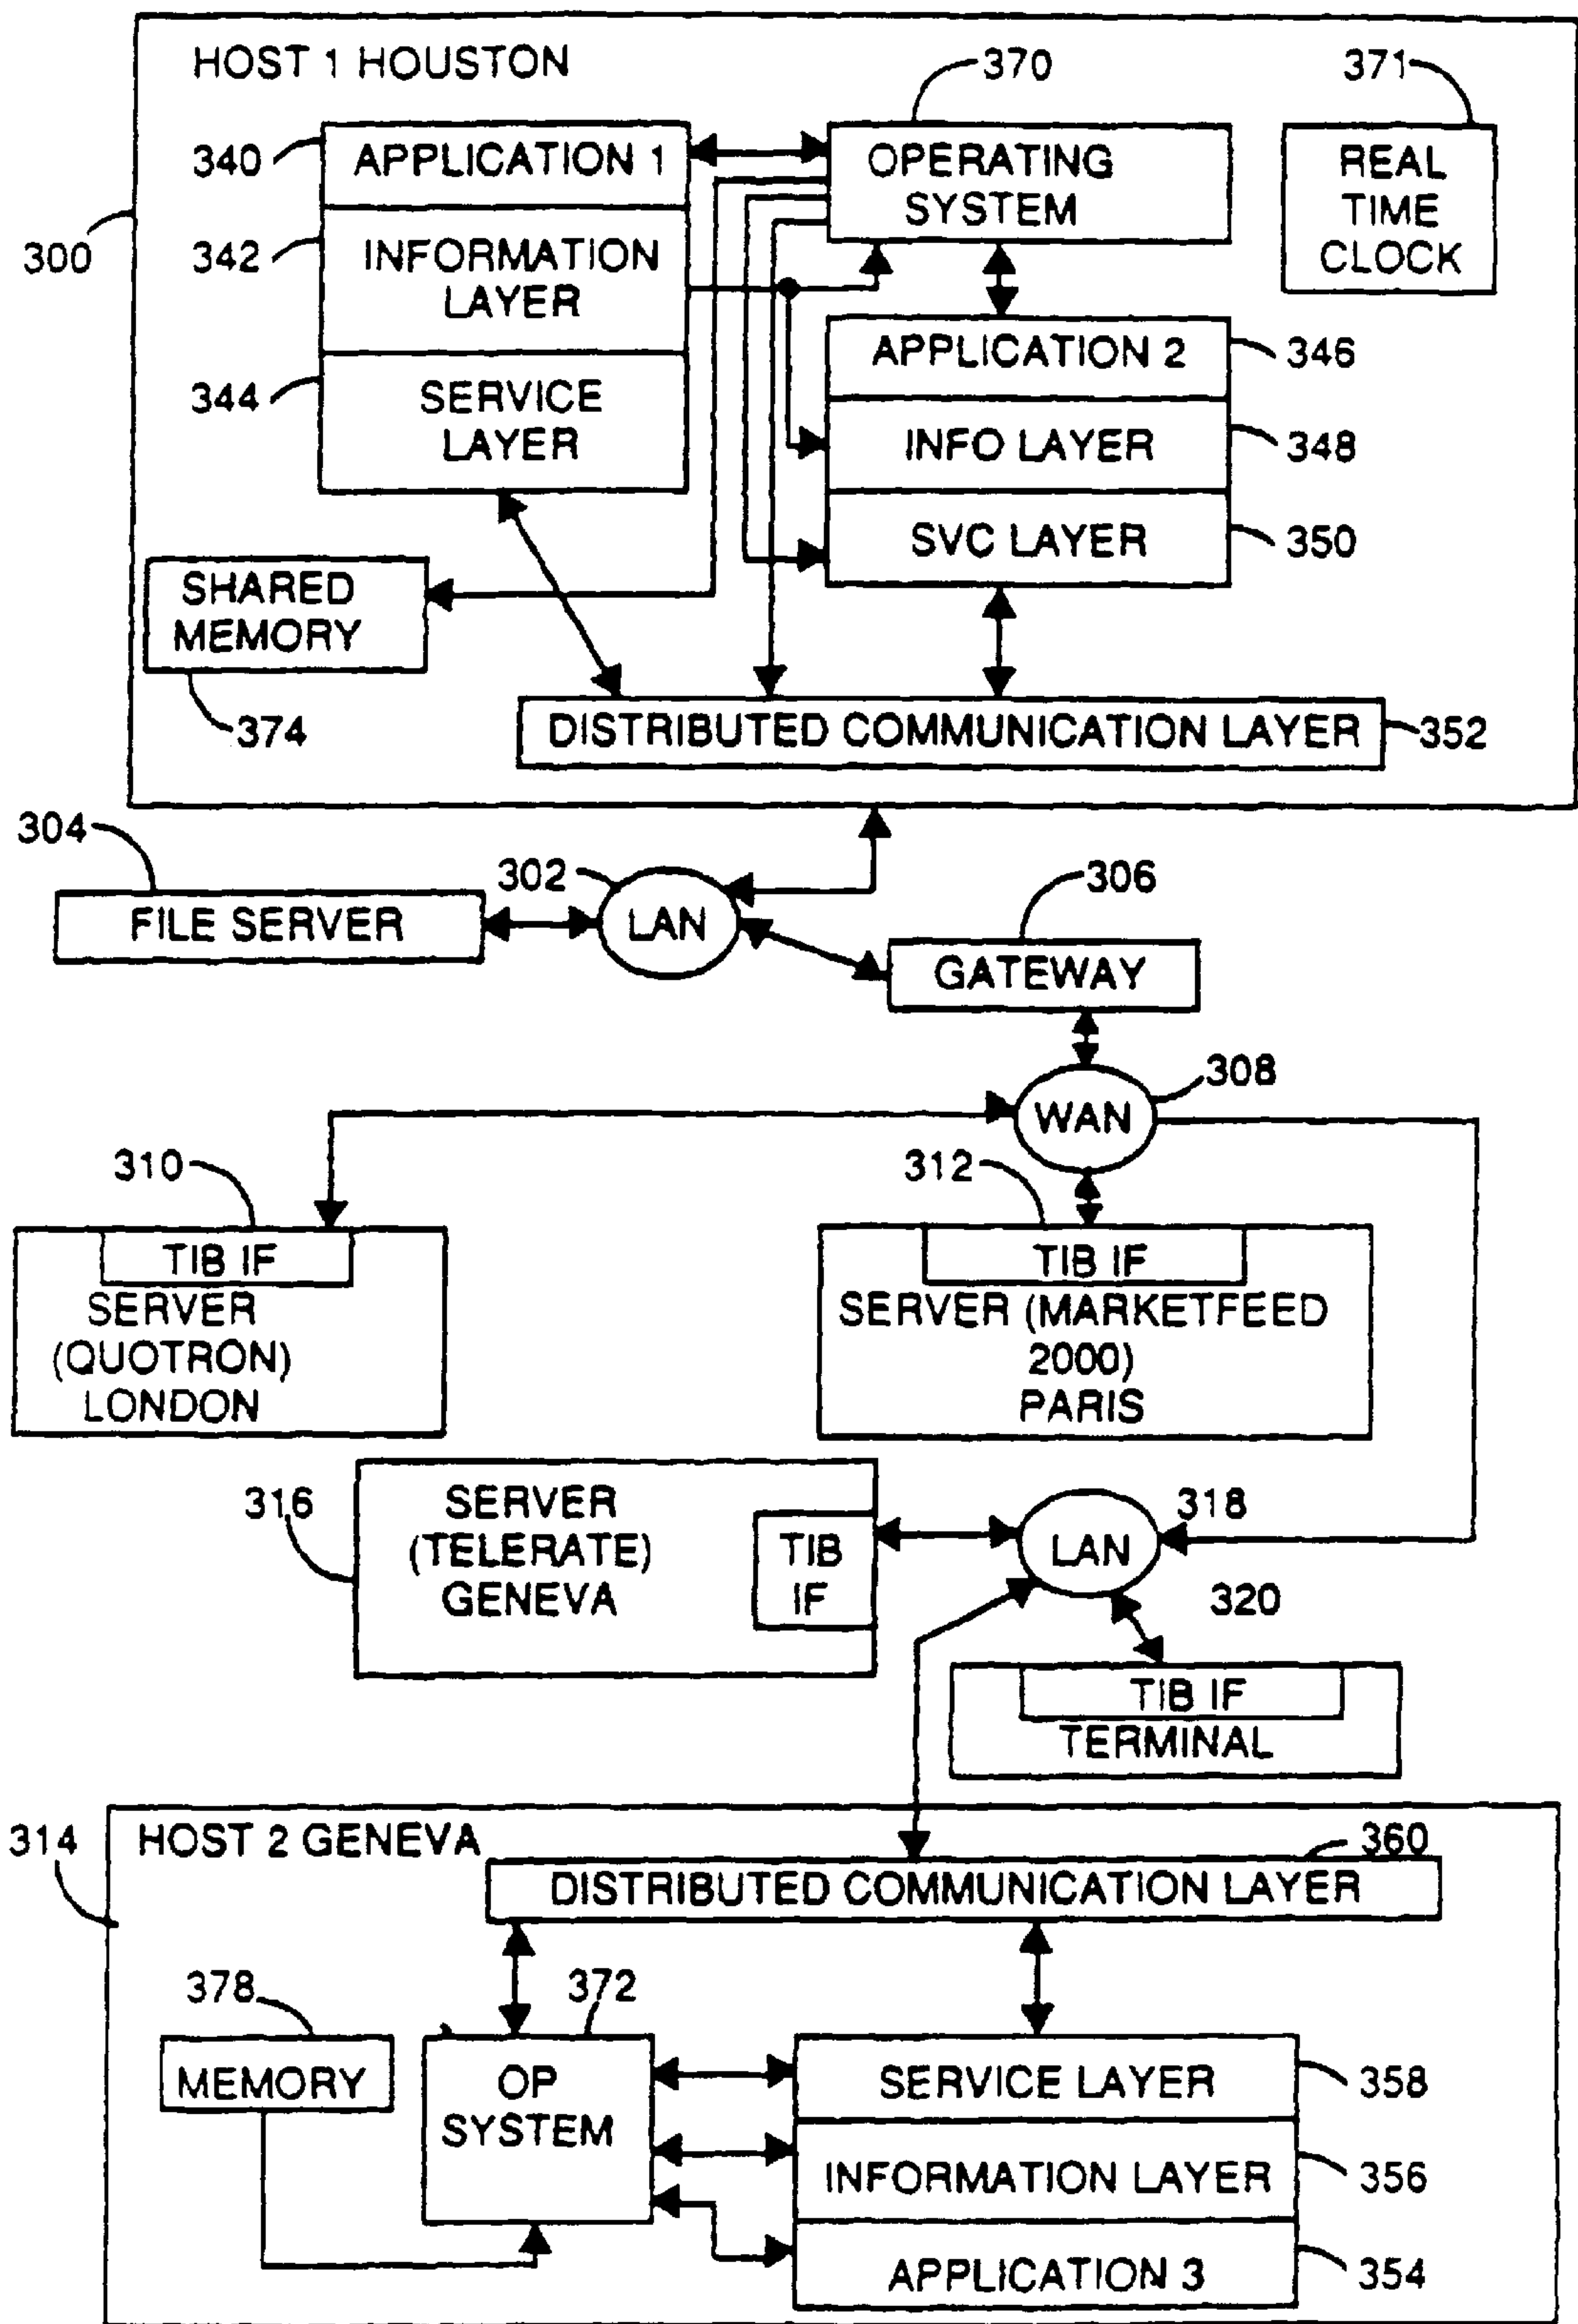 HOST 1 HOUSTON
370
371
340
APPLICATION 1
OPERATING
SYSTEM
REAL
TIME
CLOCK
300
342
INFORMATION
LAYER
APPLICATION 2
346
344
SERVICE
LAYER
INFO LAYER
348
SVC LAYER
350
SHARED
MEMORY
374
DISTRIBUTED COMMUNICATION LAYER
352
304
302
306
FILE SERVER
LAN
GATEWAY
308
WAN
310
312
TIB IF
SERVER
(QUOTRON)
LONDON
TIB IF
SERVER (MARKETFEED
2000)
PARIS
316
SERVER
(TELERATE)
GENEVA
TIB
IF
318
LAN
320
TIB IF
TERMINAL
314
HOST 2 GENEVA
360
DISTRIBUTED COMMUNICATION LAYER
378
372
MEMORY
OP
SYSTEM
SERVICE LAYER
358
INFORMATION LAYER
356
APPLICATION 3
354